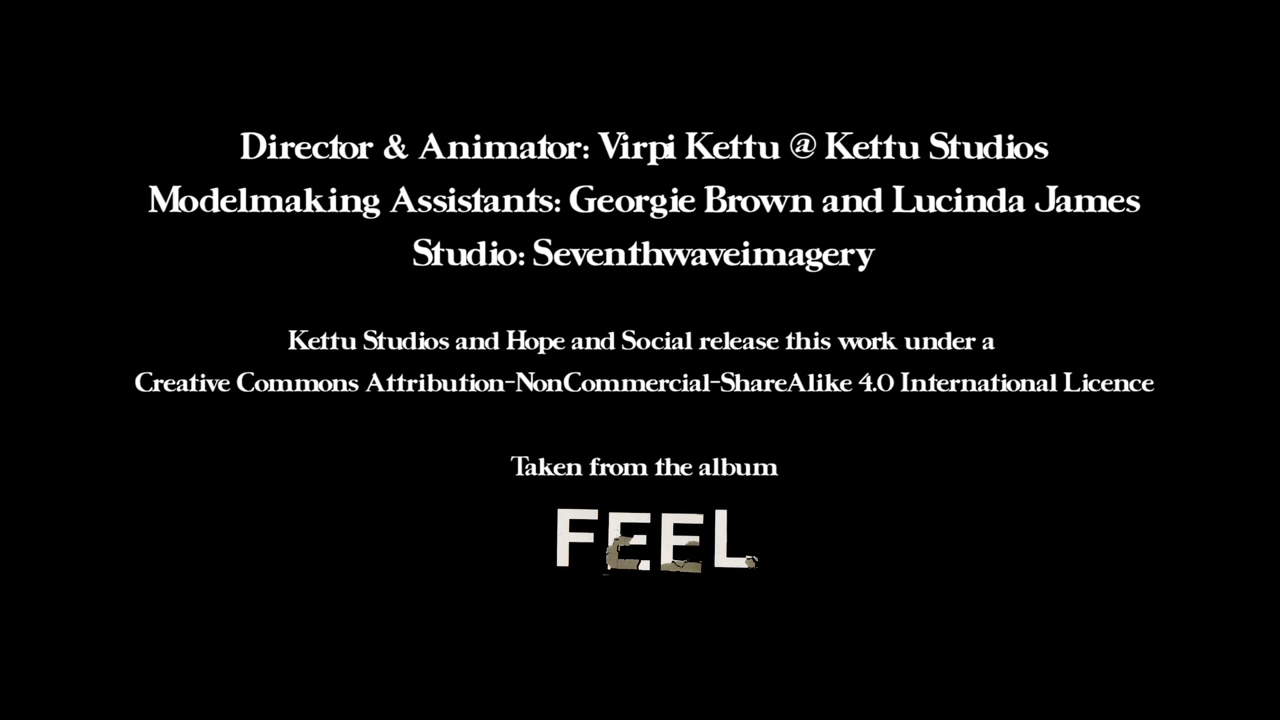 Director & Animator: Virpi Kettu @ Kettu Studios
Modelmaking Assistants: Georgie Brown and Lucinda James
Studio: Seventhwaveimagery
Kettu Studios and Hope and Social release this work under a
Creative Commons Attribution-NonCommercial-ShareAlike 4.0 International Licence
Taken from the album
FEEL